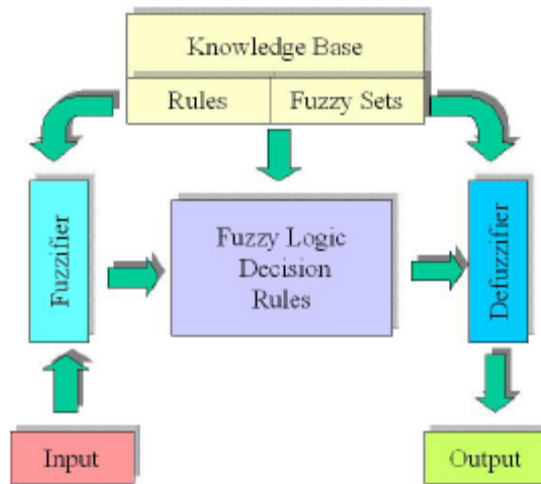 Knowledge Base
Rules
Fuzzy Sets
Fuzzifier
Fuzzy Logic
Decision
Rules
Defuzzifier
Input
Output